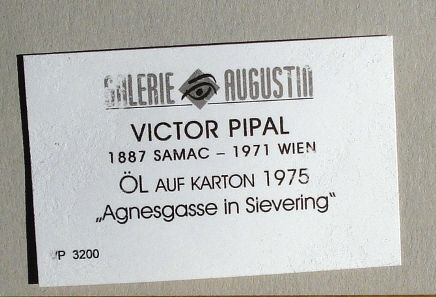 GALERIE AUGUSTIN
VICTOR PIPAL
1887 SAMAC – 1971 WIEN
ÖL AUF KARTON 1975
„Agnesgasse in Sievering“
VP 3200